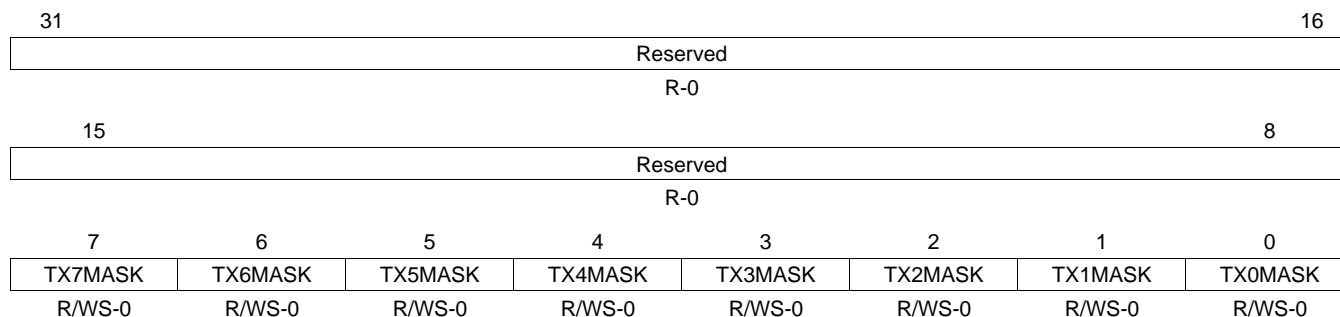 31 16
Reserved
R-0
15 8
Reserved
R-0
7 6 5 4 3 2 1 0
TX7MASK TX6MASK TX5MASK TX4MASK TX3MASK TX2MASK TX1MASK TX0MASK
R/WS-0 R/WS-0 R/WS-0 R/WS-0 R/WS-0 R/WS-0 R/WS-0 R/WS-0